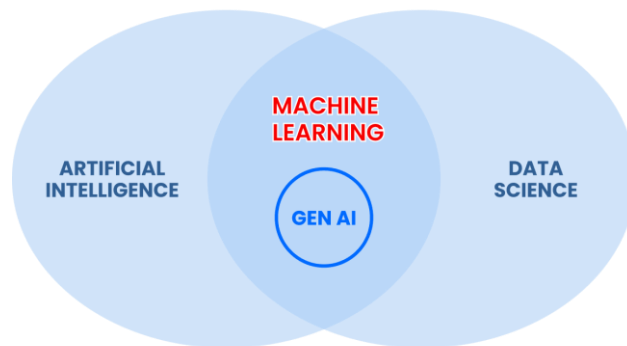 MACHINE
LEARNING
ARTIFICIAL
INTELLIGENCE
GEN AI
DATA
SCIENCE